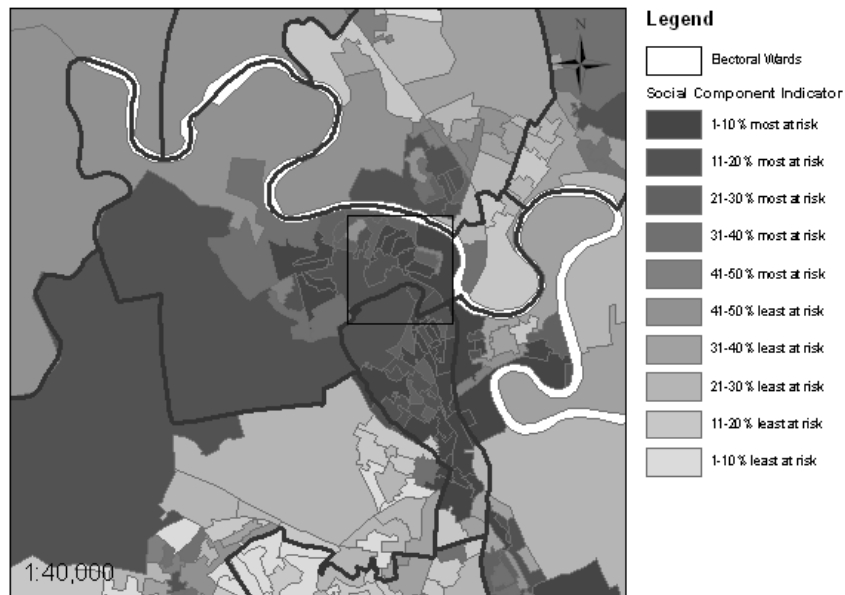 Legend
N
Electoral Wards
Social Component Indicator
1-10% most at risk
11-20% most at risk
21-30% most at risk
31-40% most at risk
41-50% most at risk
41-50% least at risk
31-40% least at risk
21-30% least at risk
11-20% least at risk
1-10% least at risk
1:40,000